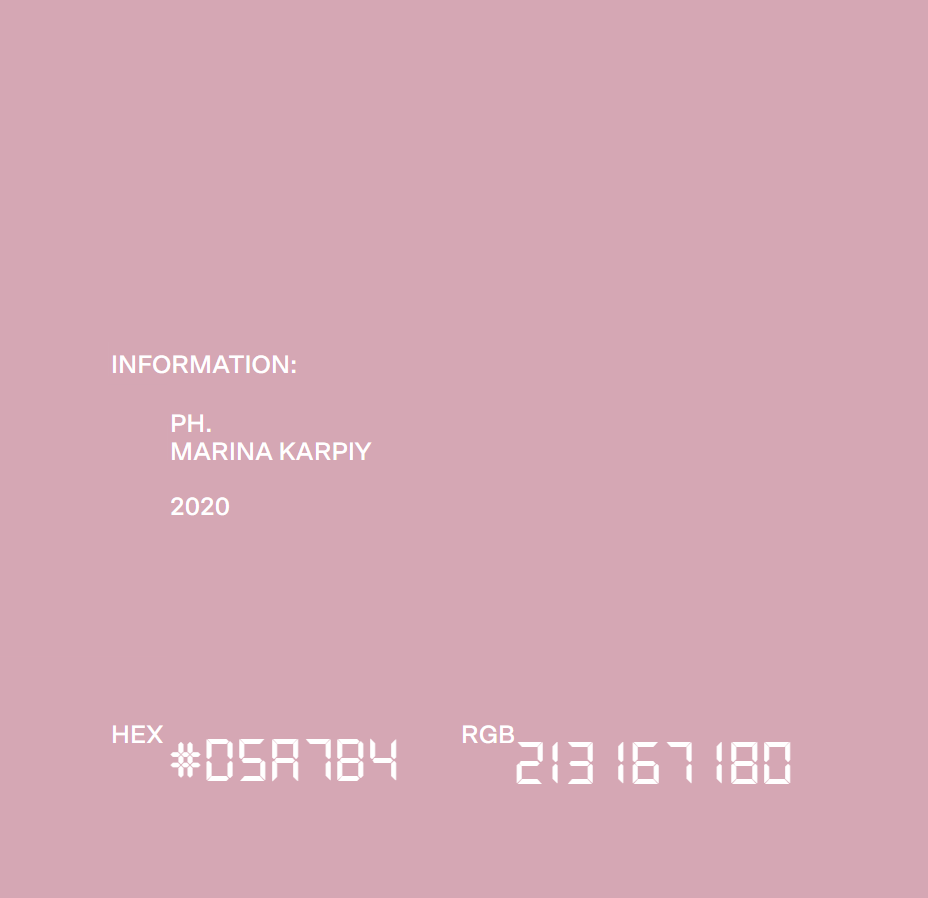 INFORMATION:
PH.
MARINA KARPIY
2020
HEX #D5A7B4
RGB 213 167 180